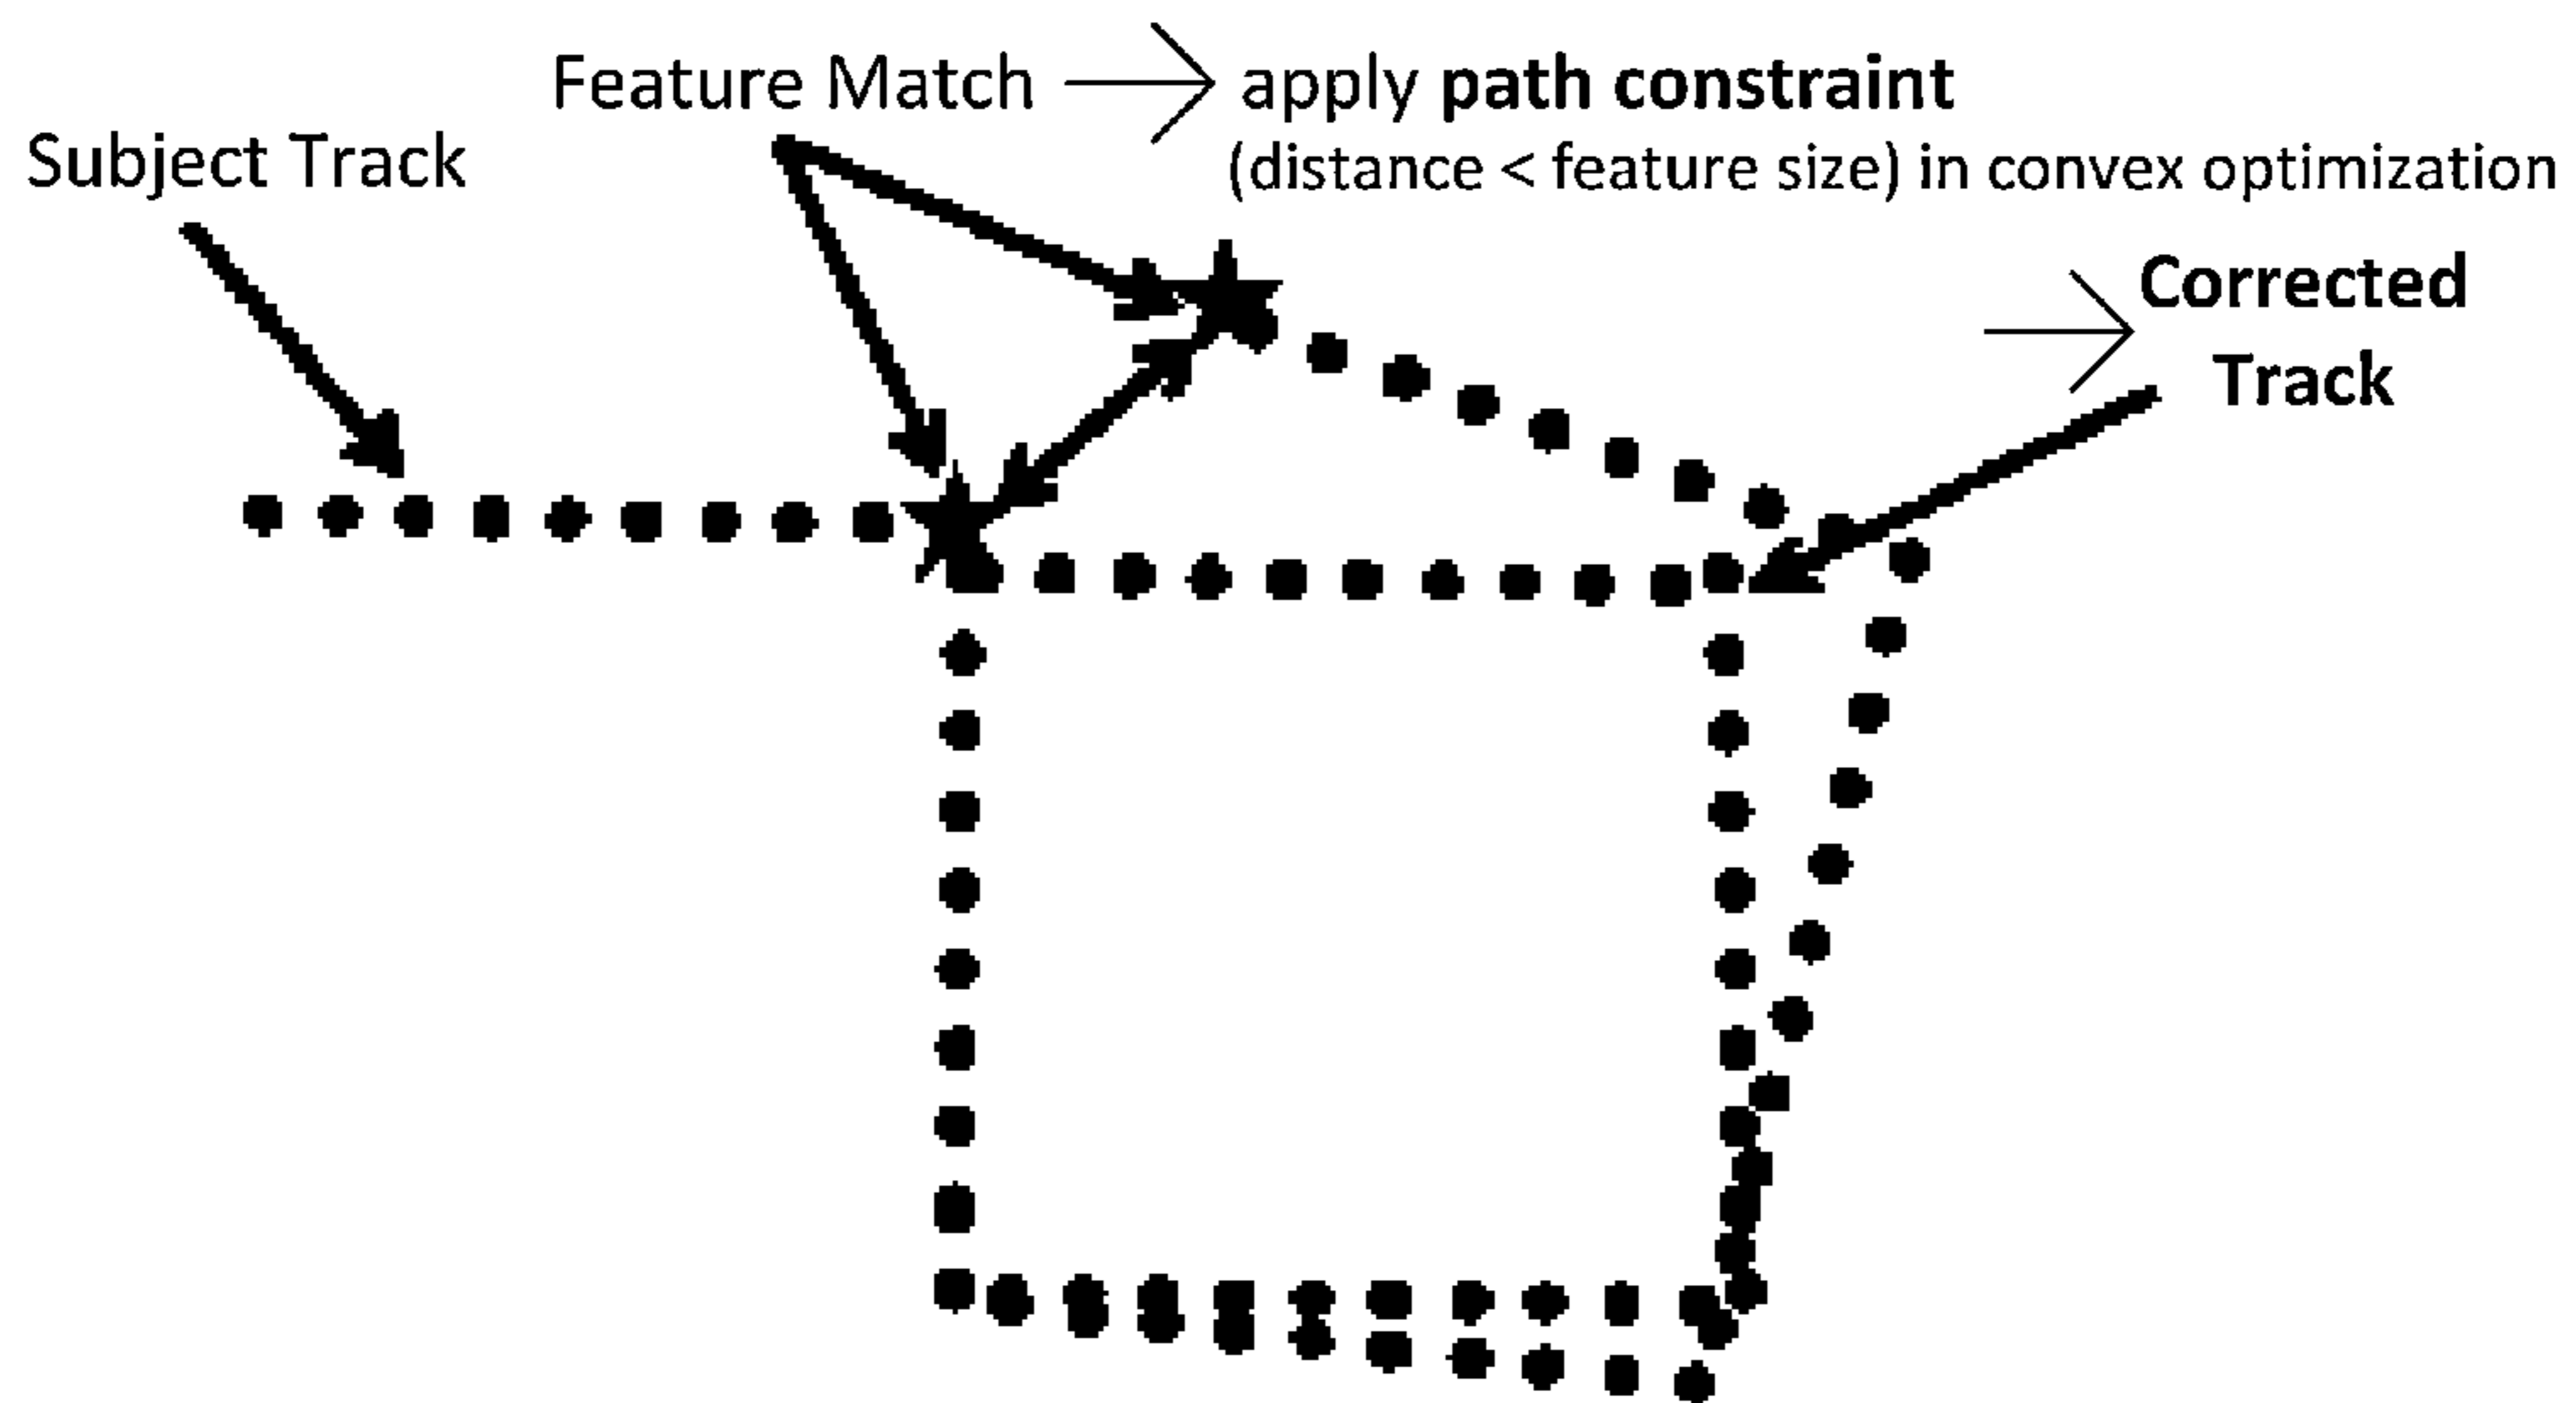 Feature Match
apply path constraint
Subject Track
(distance < feature size) in convex optimization
Corrected
Track